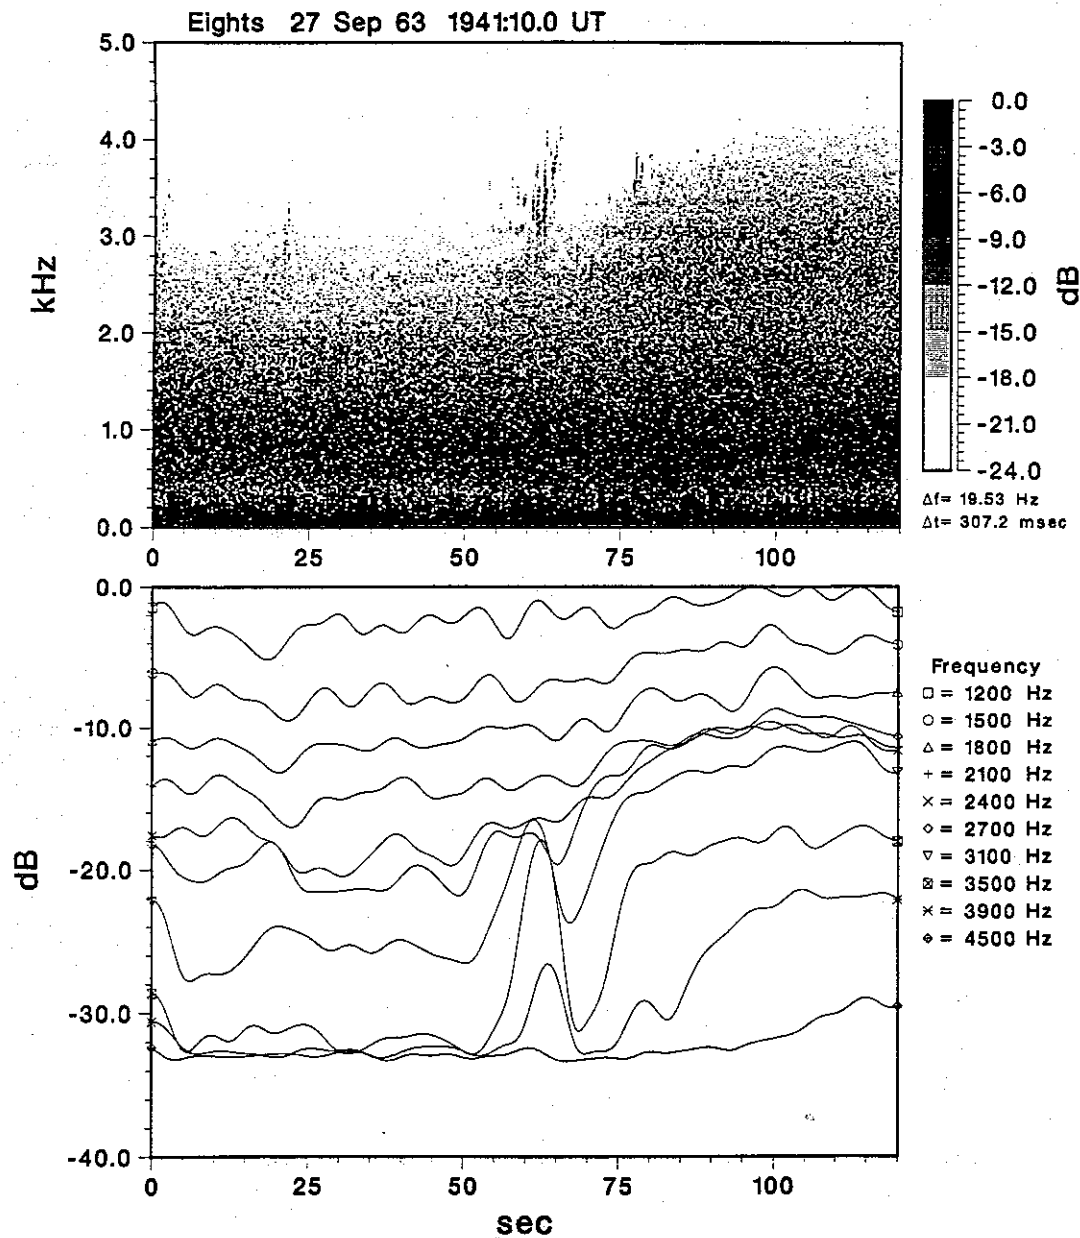 Eights 27 Sep 63 1941:10.0 UT
5.0
4.0
3.0
2.0
1.0
0.0
kHz
0 25 50 75 100
0.0
-3.0
-6.0
-9.0
-12.0
-15.0
-18.0
-21.0
-24.0
dB
Δf= 19.53 Hz
Δt= 307.2 msec
0.0
-10.0
-20.0
-30.0
-40.0
dB
0 25 50 75 100
sec
Frequency
□ = 1200 Hz
○ = 1500 Hz
△ = 1800 Hz
+ = 2100 Hz
× = 2400 Hz
◇ = 2700 Hz
▽ = 3100 Hz
⊠ = 3500 Hz
× = 3900 Hz
◇ = 4500 Hz